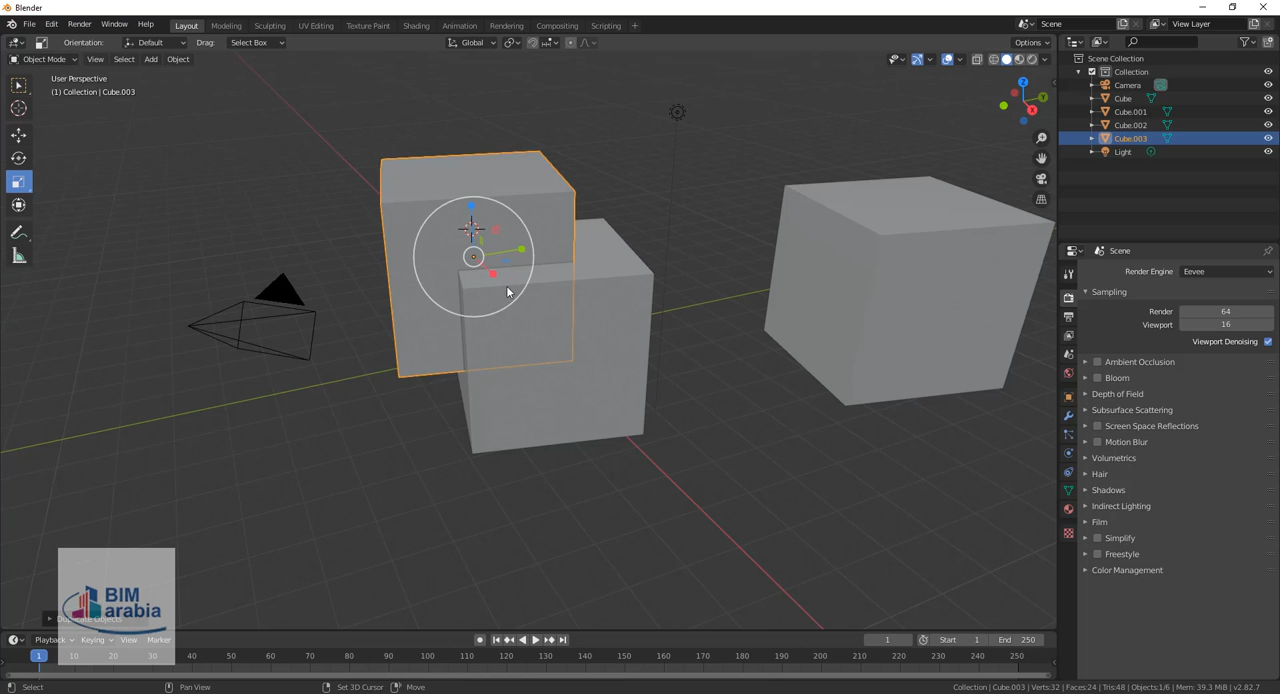 Blender
File Edit Render Window Help
Layout Modeling Sculpting UV Editing Texture Paint Shading Animation Rendering Compositing Scripting +
Scene
View Layer
Orientation: Default Drag: Select Box
Global
Options
Object Mode View Select Add Object
User Perspective
(1) Collection | Cube.003
Z
Y
X
Scene Collection
Collection
Camera
Cube
Cube.001
Cube.002
Cube.003
Light
Scene
Render Engine Eevee
Sampling
Render 64
Viewport 16
Viewport Denoising
Ambient Occlusion
Bloom
Depth of Field
Subsurface Scattering
Screen Space Reflections
Motion Blur
Volumetrics
Hair
Shadows
Indirect Lighting
Film
Simplify
Freestyle
Color Management
BIM
arabia
Duplicate Objects
Playback Keying View Marker
1
Start 1 End 250
1 10 20 30 40 50 60 70 80 90 100 110 120 130 140 150 160 170 180 190 200 210 220 230 240 250
Select Pan View Set 3D Cursor Move
Collection | Cube.003 | Verts:32 | Faces:24 | Tris:48 | Objects:1/6 | Mem: 39.3 MiB | v2.82.7